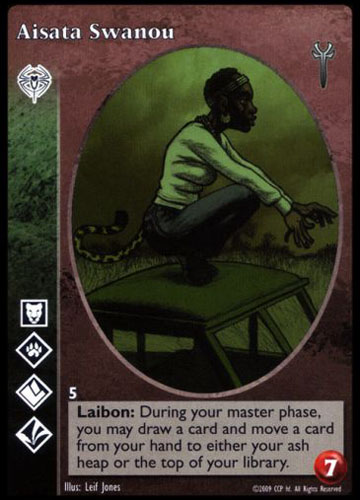 Aisata Swanou
5
Laibon: During your master phase,
you may draw a card and move a card
from your hand to either your ash
heap or the top of your library.
7
Illus: Leif Jones
©2009 CCP hf. All Rights Reserved